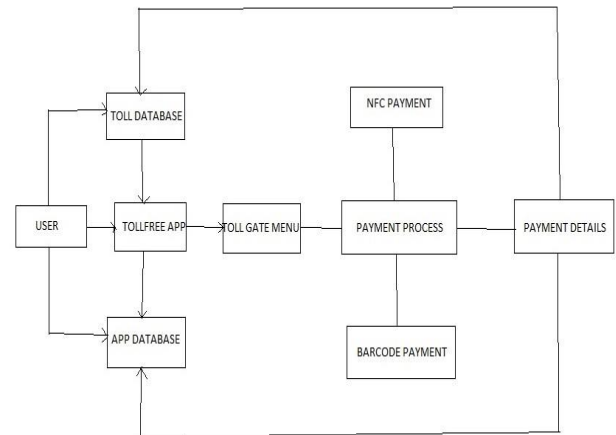 NFC PAYMENT
TOLL DATABASE
USER
TOLLFREE APP
TOLL GATE MENU
PAYMENT PROCESS
PAYMENT DETAILS
APP DATABASE
BARCODE PAYMENT